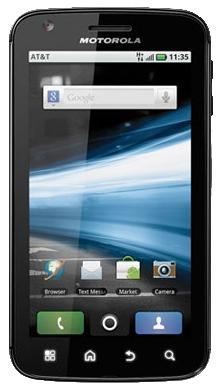 MOTOROLA
AT&T 11:35
Google
Browser Text Messa Market Camera